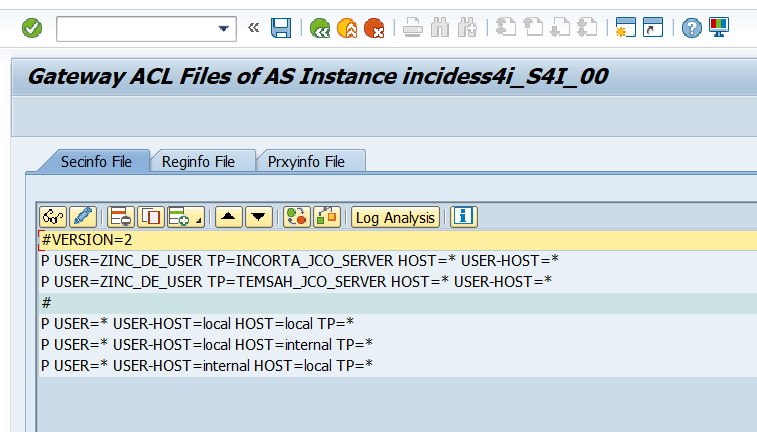 Gateway ACL Files of AS Instance incidess4i_S4I_00
Secinfo File
Reginfo File
Prxyinfo File
Log Analysis
#VERSION=2
P USER=ZINC_DE_USER TP=INCORTA_JCO_SERVER HOST=* USER-HOST=*
P USER=ZINC_DE_USER TP=TEMSAH_JCO_SERVER HOST=* USER-HOST=*
#
P USER=* USER-HOST=local HOST=local TP=*
P USER=* USER-HOST=local HOST=internal TP=*
P USER=* USER-HOST=internal HOST=local TP=*